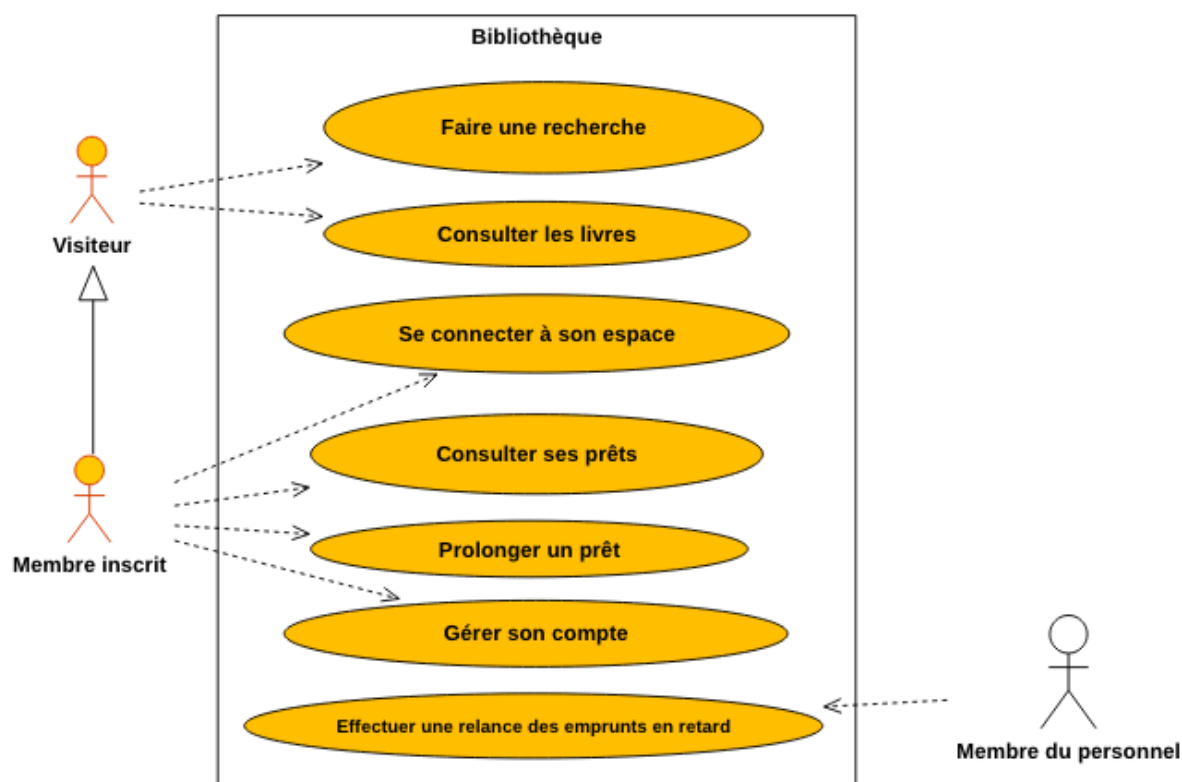 Bibliothèque
Faire une recherche
Visiteur
Consulter les livres
Se connecter à son espace
Consulter ses prêts
Membre inscrit
Prolonger un prêt
Gérer son compte
Effectuer une relance des emprunts en retard
Membre du personnel